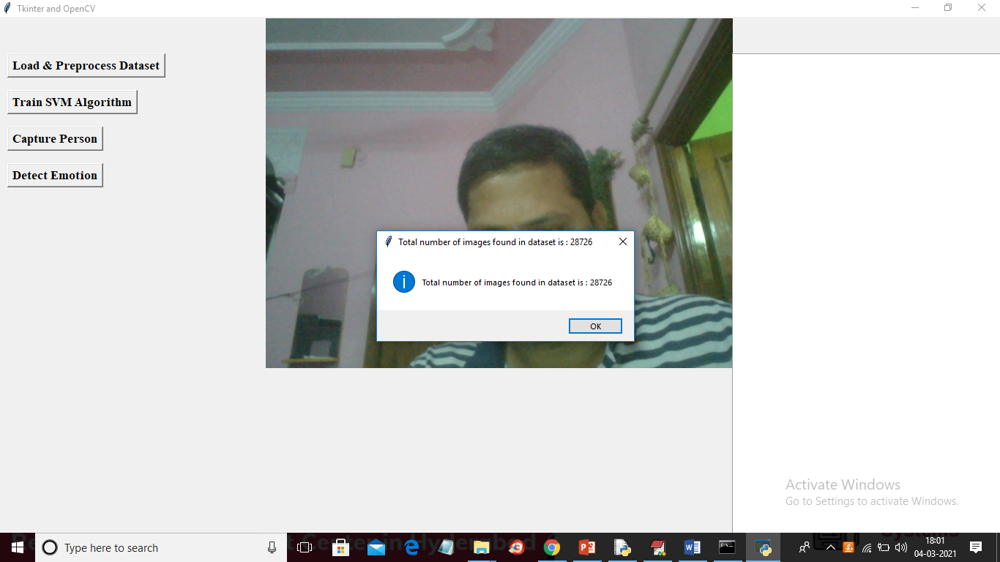 Tkinter and OpenCV
Load & Preprocess Dataset
Train SVM Algorithm
Capture Person
Detect Emotion
Total number of images found in dataset is : 28726
Total number of images found in dataset is : 28726
OK
Activate Windows
Go to Settings to activate Windows.
Type here to search
18:01
04-03-2021